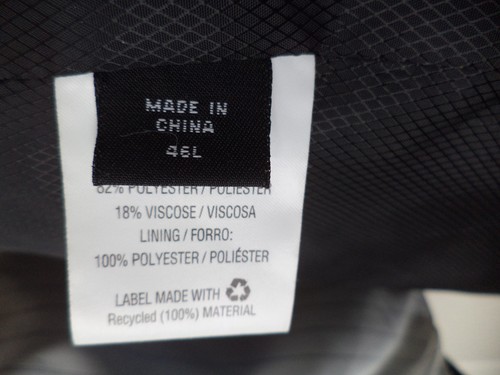 MADE IN
CHINA
46L
82% POLYESTER / POLIÉSTER
18% VISCOSE / VISCOSA
LINING / FORRO:
100% POLYESTER / POLIÉSTER
LABEL MADE WITH
Recycled (100%) MATERIAL